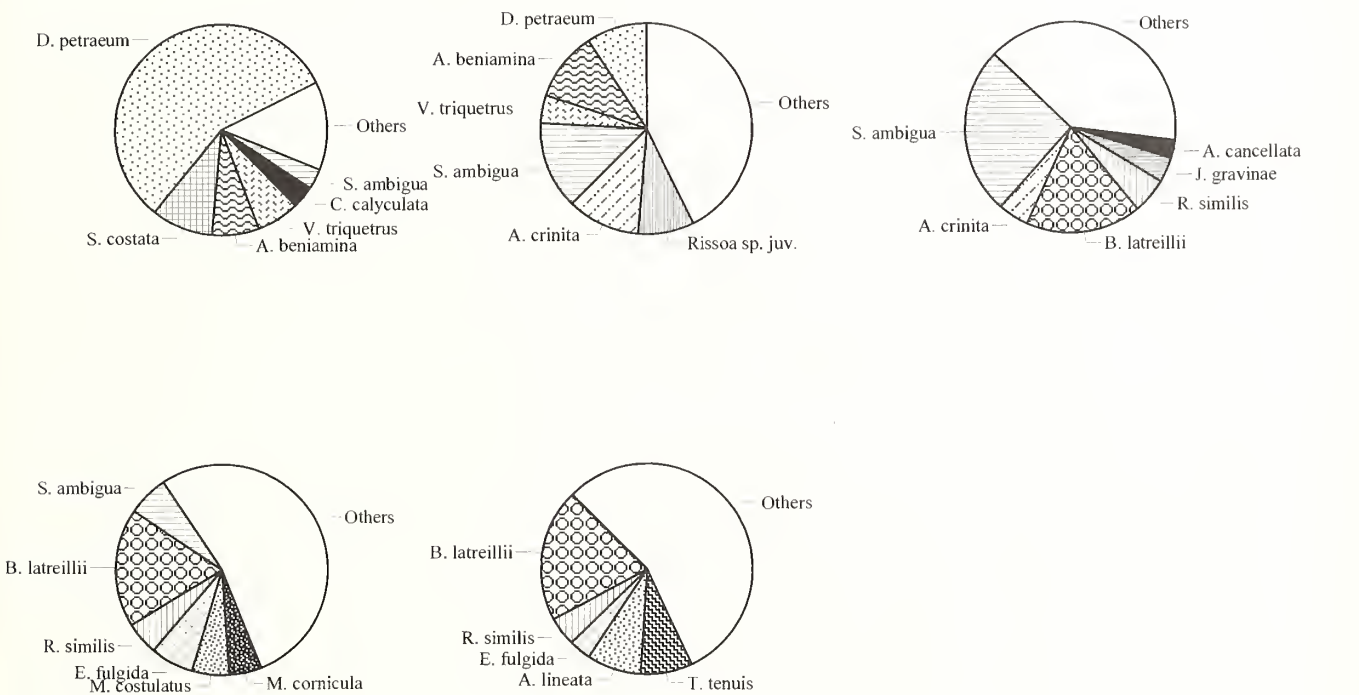 D. petraeum
Others
S. ambigua
C. calyculata
V. triquetrus
A. beniamina
S. costata
D. petraeum
A. beniamina
V. triquetrus
S. ambigua
A. crinita
Rissoa sp. juv.
Others
Others
S. ambigua
A. cancellata
J. gravinae
R. similis
A. crinita
B. latreillii
S. ambigua
Others
B. latreillii
R. similis
E. fulgida
M. costulatus
M. cornicula
Others
B. latreillii
R. similis
E. fulgida
A. lineata
T. tenuis